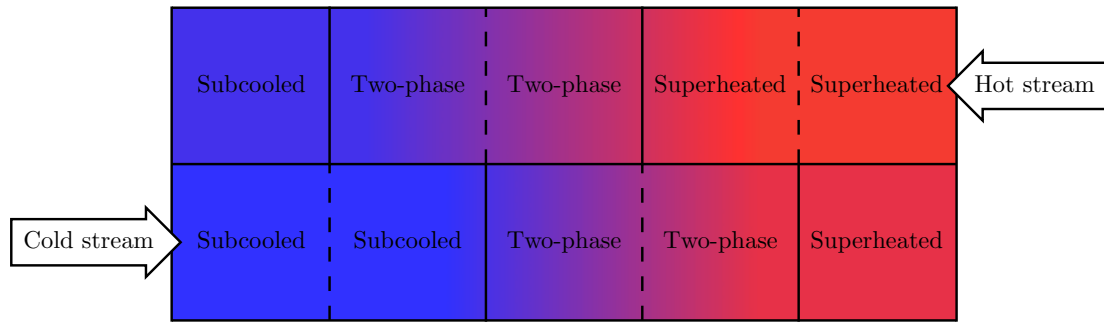 Subcooled
Two-phase
Two-phase
Superheated
Superheated
Hot stream
Cold stream
Subcooled
Subcooled
Two-phase
Two-phase
Superheated